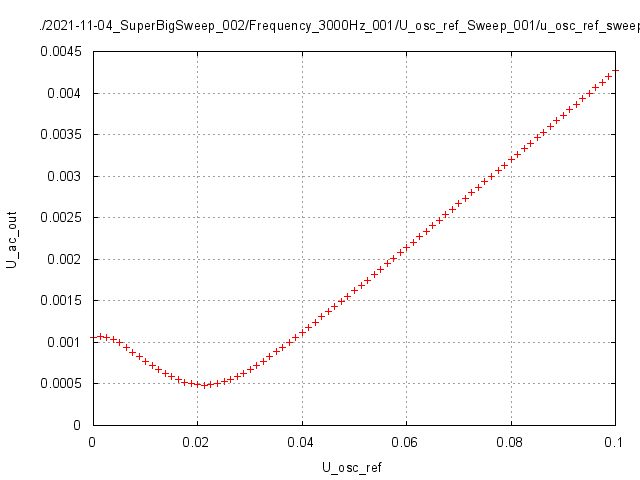 ./2021-11-04_SuperBigSweep_002/Frequency_3000Hz_001/U_osc_ref_Sweep_001/u_osc_ref_sweep
0.0045
0.004
0.0035
0.003
0.0025
0.002
0.0015
0.001
0.0005
0
U_ac_out
0 0.02 0.04 0.06 0.08 0.1
U_osc_ref